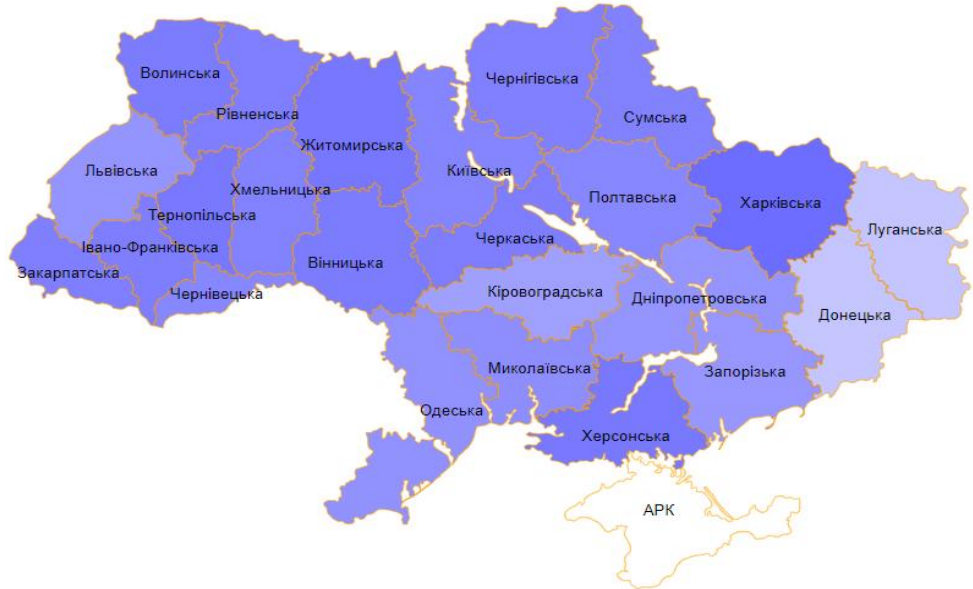 Волинська
Рівненська
Житомирська
Чернігівська
Сумська
Львівська
Тернопільська
Хмельницька
Київська
Полтавська
Харківська
Луганська
Закарпатська
Івано-Франківська
Чернівецька
Вінницька
Черкаська
Кіровоградська
Дніпропетровська
Донецька
Одеська
Миколаївська
Запорізька
Херсонська
АРК